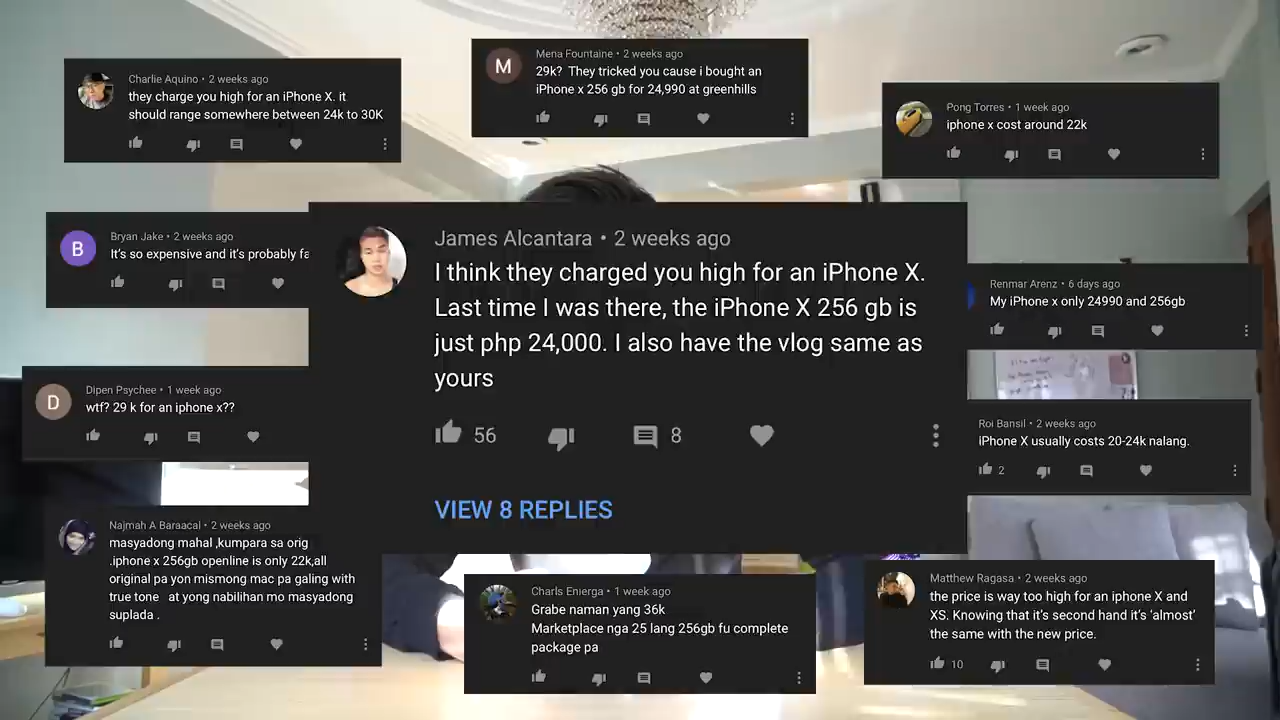 Charlie Aquino • 2 weeks ago
they charge you high for an iPhone X. it
should range somewhere between 24k to 30K
M
Mena Fountaine • 2 weeks ago
29k?  They tricked you cause i bought an
iPhone x 256 gb for 24,990 at greenhills
Pong Torres • 1 week ago
iphone x cost around 22k
B
Bryan Jake • 2 weeks ago
It's so expensive and it's probably fa
James Alcantara • 2 weeks ago
I think they charged you high for an iPhone X.
Last time I was there, the iPhone X 256 gb is
just php 24,000. I also have the vlog same as
yours
56
8
VIEW 8 REPLIES
Renmar Arenz • 6 days ago
My iPhone x only 24990 and 256gb
D
Dipen Psychee • 1 week ago
wtf? 29 k for an iphone x??
Roi Bansil • 2 weeks ago
iPhone X usually costs 20-24k nalang.
2
Najmah A Baraacal • 2 weeks ago
masyadong mahal ,kumpara sa orig
.iphone x 256gb openline is only 22k,all
original pa yon mismong mac pa galing with
true tone   at yong nabilihan mo masyadong
suplada .
Charls Enierga • 1 week ago
Grabe naman yang 36k
Marketplace nga 25 lang 256gb fu complete
package pa
Matthew Ragasa • 2 weeks ago
the price is way too high for an iphone X and
XS. Knowing that it's second hand it's 'almost'
the same with the new price.
10